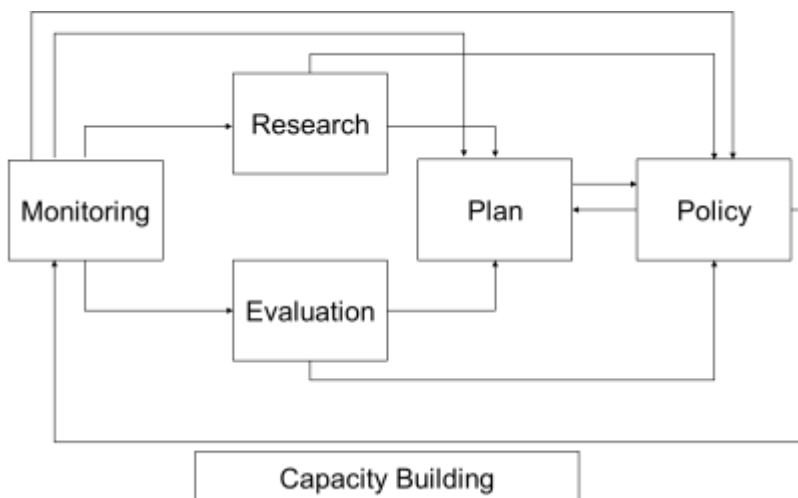 Research
Monitoring
Plan
Policy
Evaluation
Capacity Building